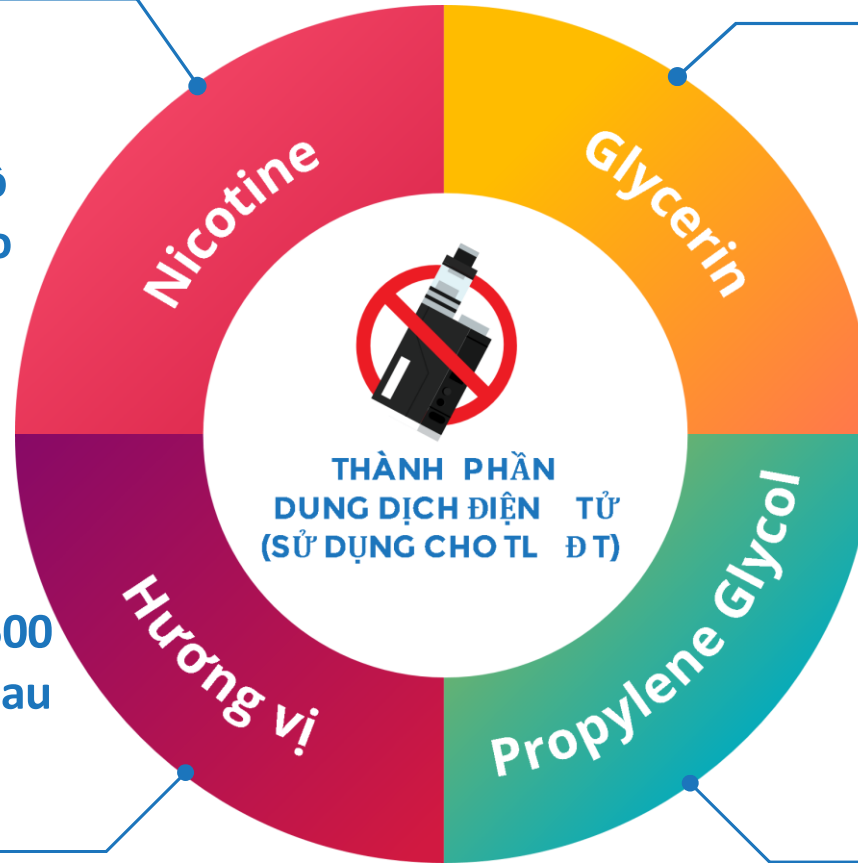 Nicotine
Glycerin
THÀNH PHẦN
DUNG DỊCH ĐIỆN TỬ
(SỬ DỤNG CHO TL ĐT)
Hương vị
Propylene Glycol